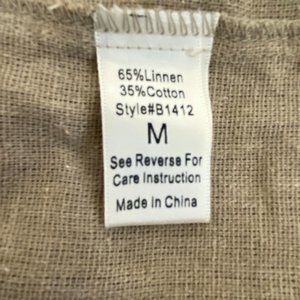 65%Linnen
35%Cotton
Style#B1412
M
See Reverse For
Care Instruction
Made In China